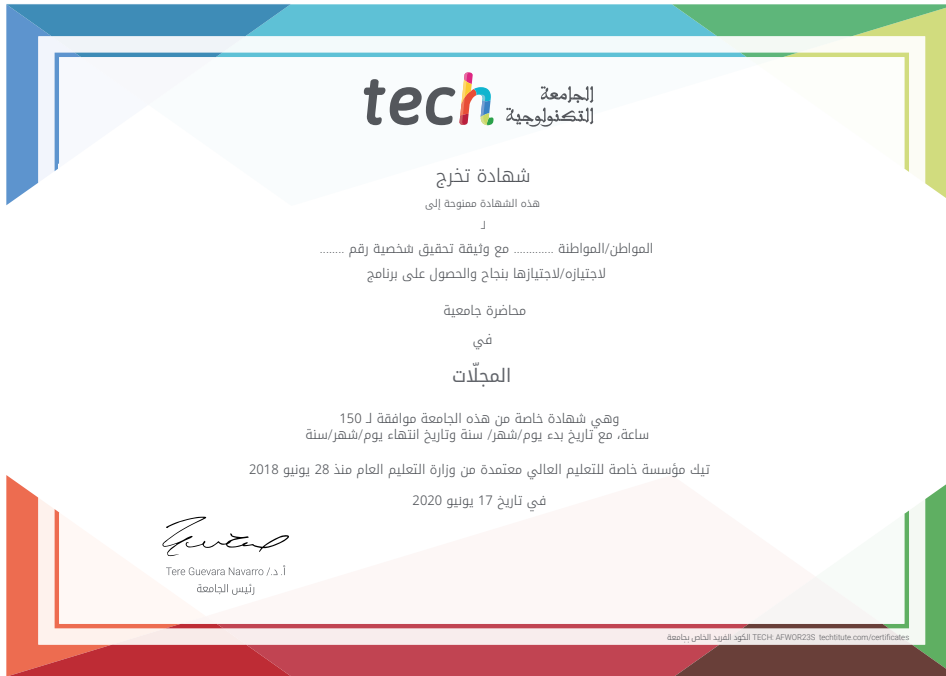 tech الجامعة
التكنولوجية
شهادة تخرج
هذه الشهادة ممنوحة إلى
لـ
المواطن/المواطنة ............. مع وثيقة تحقيق شخصية رقم ........
لاجتيازه/لاجتيازها بنجاح والحصول على برنامج
محاضرة جامعية
في
المجلّات
وهي شهادة خاصة من هذه الجامعة موافقة لـ 150
ساعة، مع تاريخ بدء يوم/شهر/ سنة وتاريخ انتهاء يوم/شهر/سنة
تيك مؤسسة خاصة للتعليم العالي معتمدة من وزارة التعليم العام منذ 28 يونيو 2018
في تاريخ 17 يونيو 2020
أ. د./ Tere Guevara Navarro
رئيس الجامعة
الكود الفريد الخاص بجامعة TECH: AFWOR23S techtitute.com/certificates